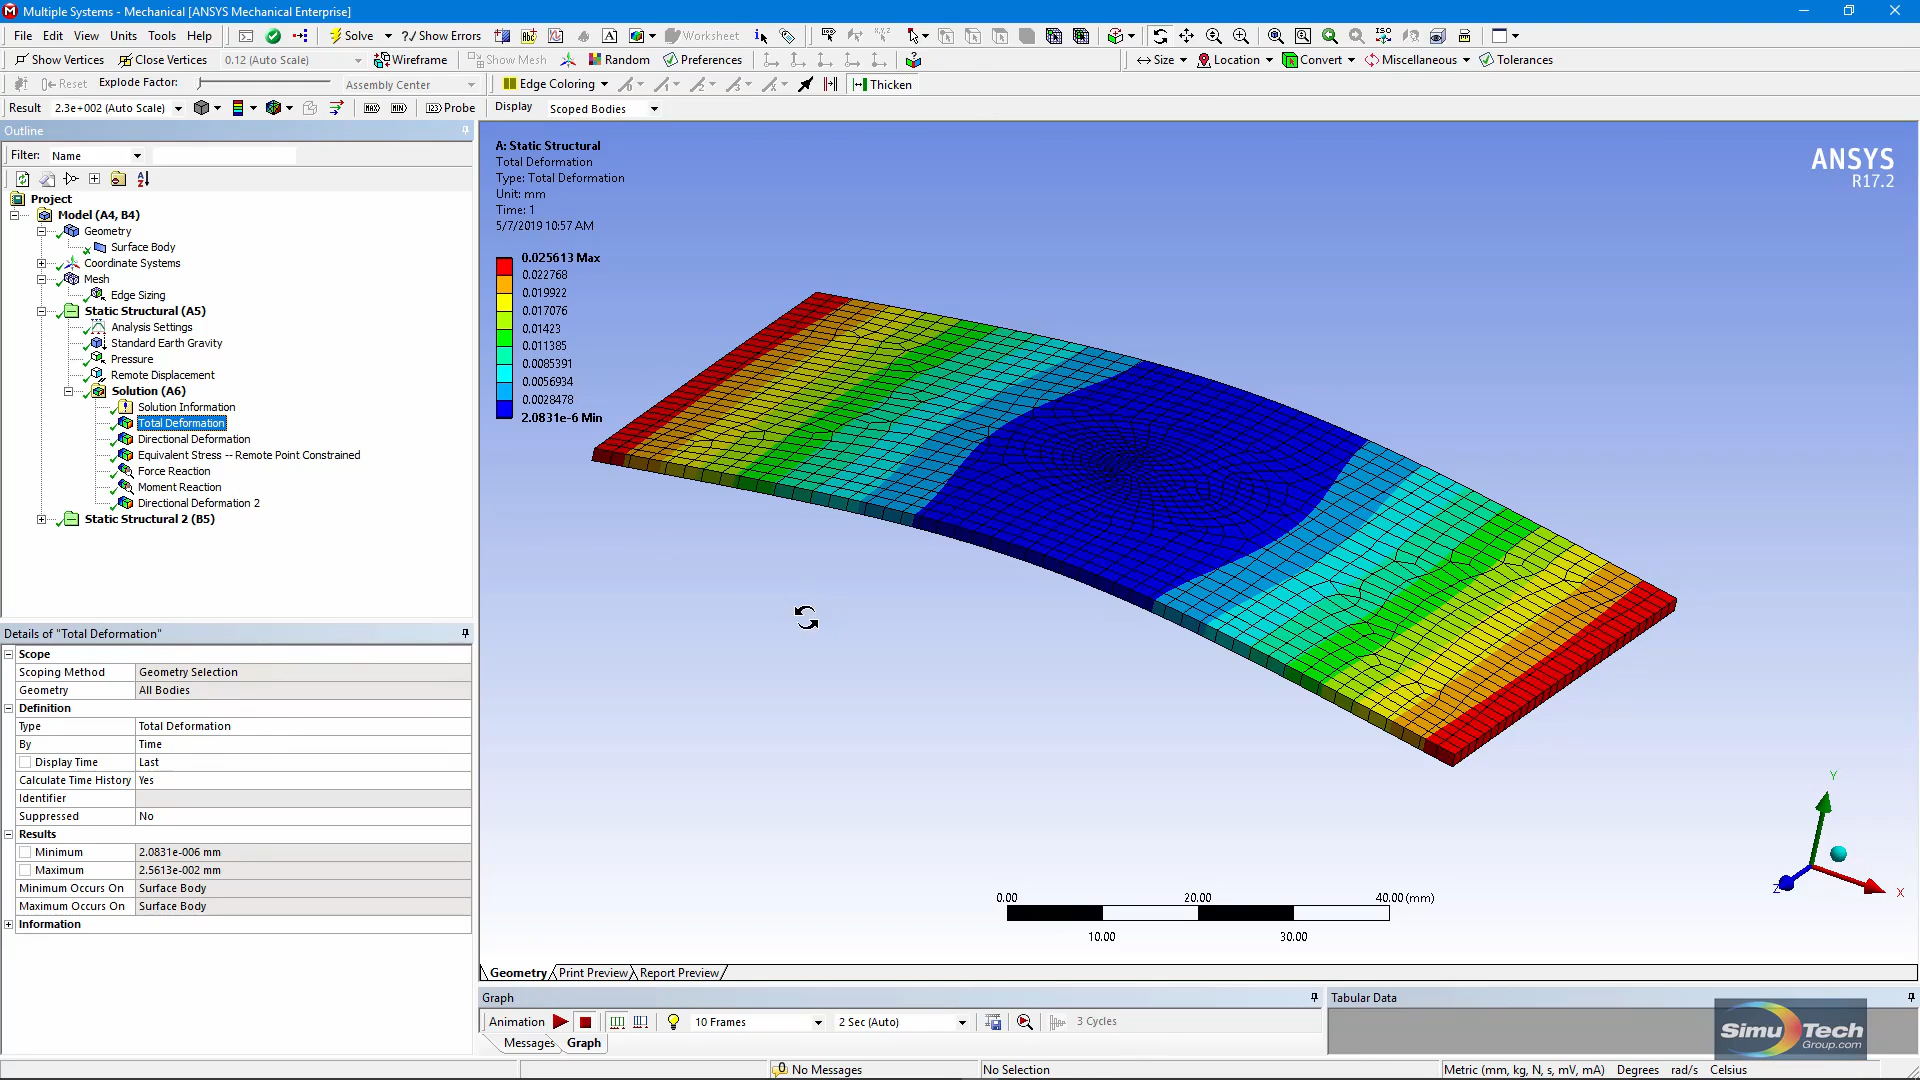 Multiple Systems - Mechanical [ANSYS Mechanical Enterprise]
File Edit View Units Tools Help Solve ?/ Show Errors Worksheet
Show Vertices Close Vertices 0.12 (Auto Scale) Wireframe Show Mesh Random Preferences Size Location Convert Miscellaneous Tolerances
Reset Explode Factor: Assembly Center Edge Coloring Thicken
Result 2.3e+002 (Auto Scale) MAX MIN Probe Display Scoped Bodies
Outline
Filter: Name
Project
Model (A4, B4)
Geometry
Surface Body
Coordinate Systems
Mesh
Edge Sizing
Static Structural (A5)
Analysis Settings
Standard Earth Gravity
Pressure
Remote Displacement
Solution (A6)
Solution Information
Total Deformation
Directional Deformation
Equivalent Stress -- Remote Point Constrained
Force Reaction
Moment Reaction
Directional Deformation 2
Static Structural 2 (B5)
Details of "Total Deformation"
Scope
Scoping Method Geometry Selection
Geometry All Bodies
Definition
Type Total Deformation
By Time
Display Time Last
Calculate Time History Yes
Identifier
Suppressed No
Results
Minimum 2.0831e-006 mm
Maximum 2.5613e-002 mm
Minimum Occurs On Surface Body
Maximum Occurs On Surface Body
Information
A: Static Structural
Total Deformation
Type: Total Deformation
Unit: mm
Time: 1
5/7/2019 10:57 AM
0.025613 Max
0.022768
0.019922
0.017076
0.01423
0.011385
0.0085391
0.0056934
0.0028478
2.0831e-6 Min
ANSYS
R17.2
Y
X
Z
0.00 20.00 40.00 (mm)
10.00 30.00
Geometry Print Preview Report Preview
Graph
Animation 10 Frames 2 Sec (Auto) 3 Cycles
Messages Graph
Tabular Data
SimuTech
Group.com
No Messages No Selection Metric (mm, kg, N, s, mV, mA) Degrees rad/s Celsius